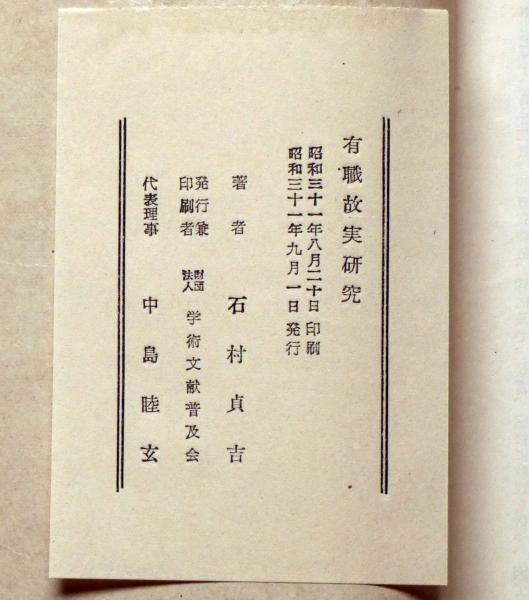 有職故実研究
昭和三十一年八月二十日印刷
昭和三十一年九月一日発行
著者 石村貞吉
発行兼印刷者 財団法人 学術文献普及会
代表理事 中島睦玄